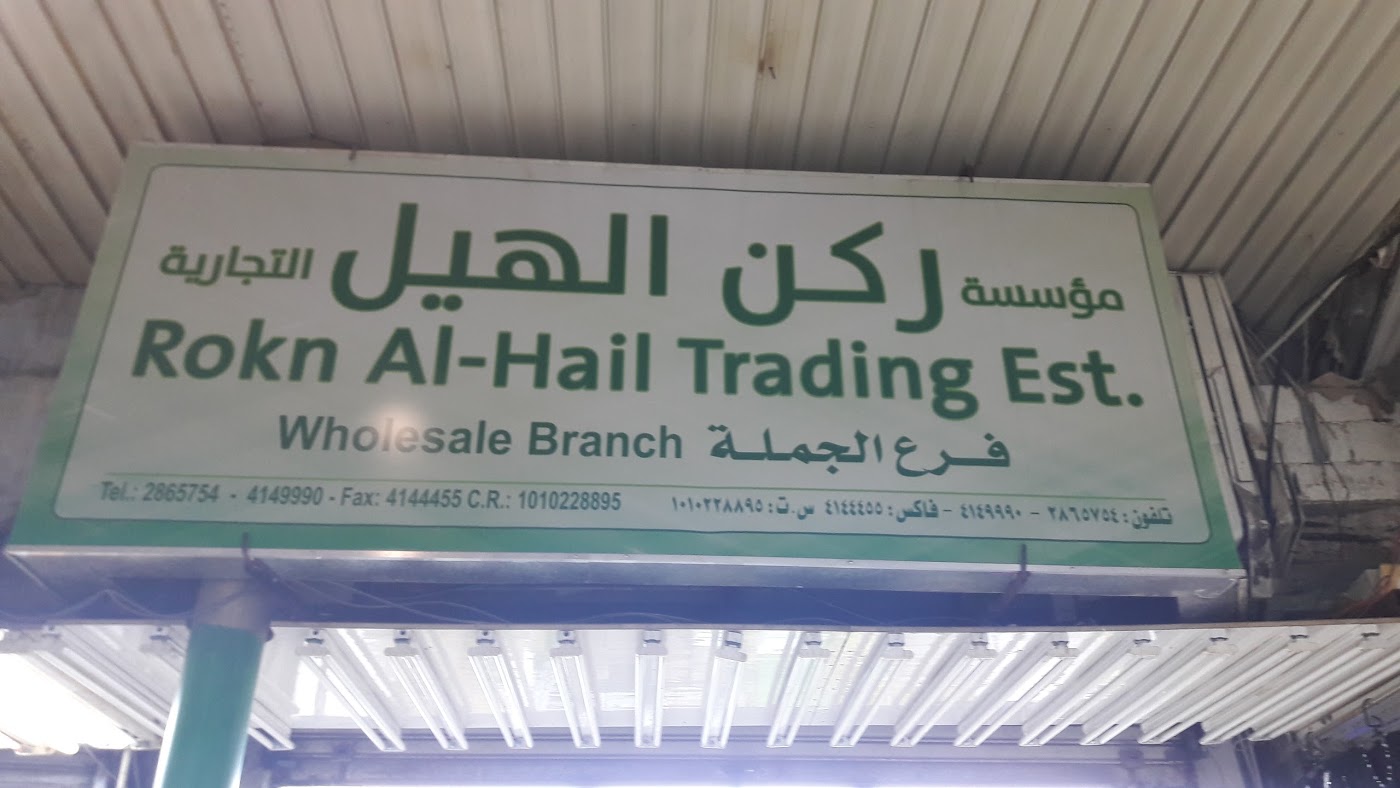 مؤسسة ركن الهيل التجارية
Rokn Al-Hail Trading Est.
Wholesale Branch فرع الجملة
Tel.: 2865754 - 4149990 - Fax: 4144455 C.R.: 1010228895 تلفون: ٢٨٦٥٧٥٤ - ٤١٤٩٩٩٠ - فاكس: ٤١٤٤٤٥٥ س.ت: ١٠١٠٢٢٨٨٩٥